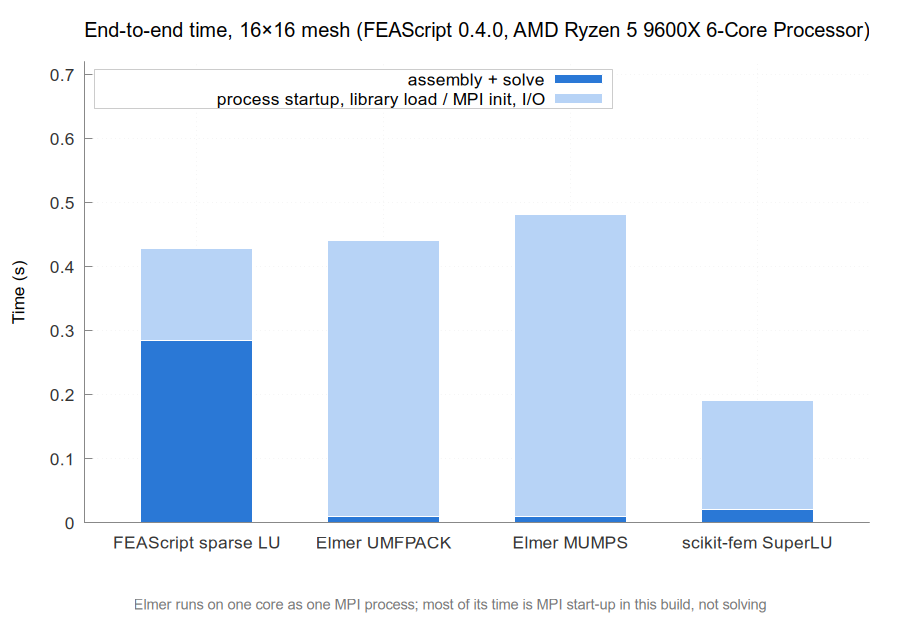 End-to-end time, 16×16 mesh (FEAScript 0.4.0, AMD Ryzen 5 9600X 6-Core Processor)
assembly + solve
process startup, library load / MPI init, I/O
0.7
0.6
0.5
0.4
0.3
0.2
0.1
0
Time (s)
FEAScript sparse LU
Elmer UMFPACK
Elmer MUMPS
scikit-fem SuperLU
Elmer runs on one core as one MPI process; most of its time is MPI start-up in this build, not solving